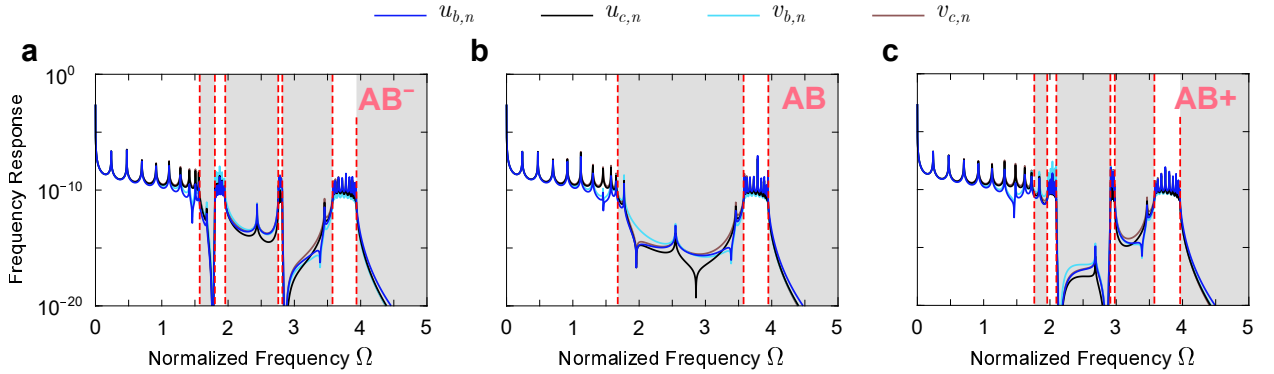 u_{b,n} u_{c,n} v_{b,n} v_{c,n}
a b c
Frequency Response
10^0
10^{-10}
10^{-20}
AB^-
AB
AB+
0 1 2 3 4 5
0 1 2 3 4 5
0 1 2 3 4 5
Normalized Frequency Ω
Normalized Frequency Ω
Normalized Frequency Ω